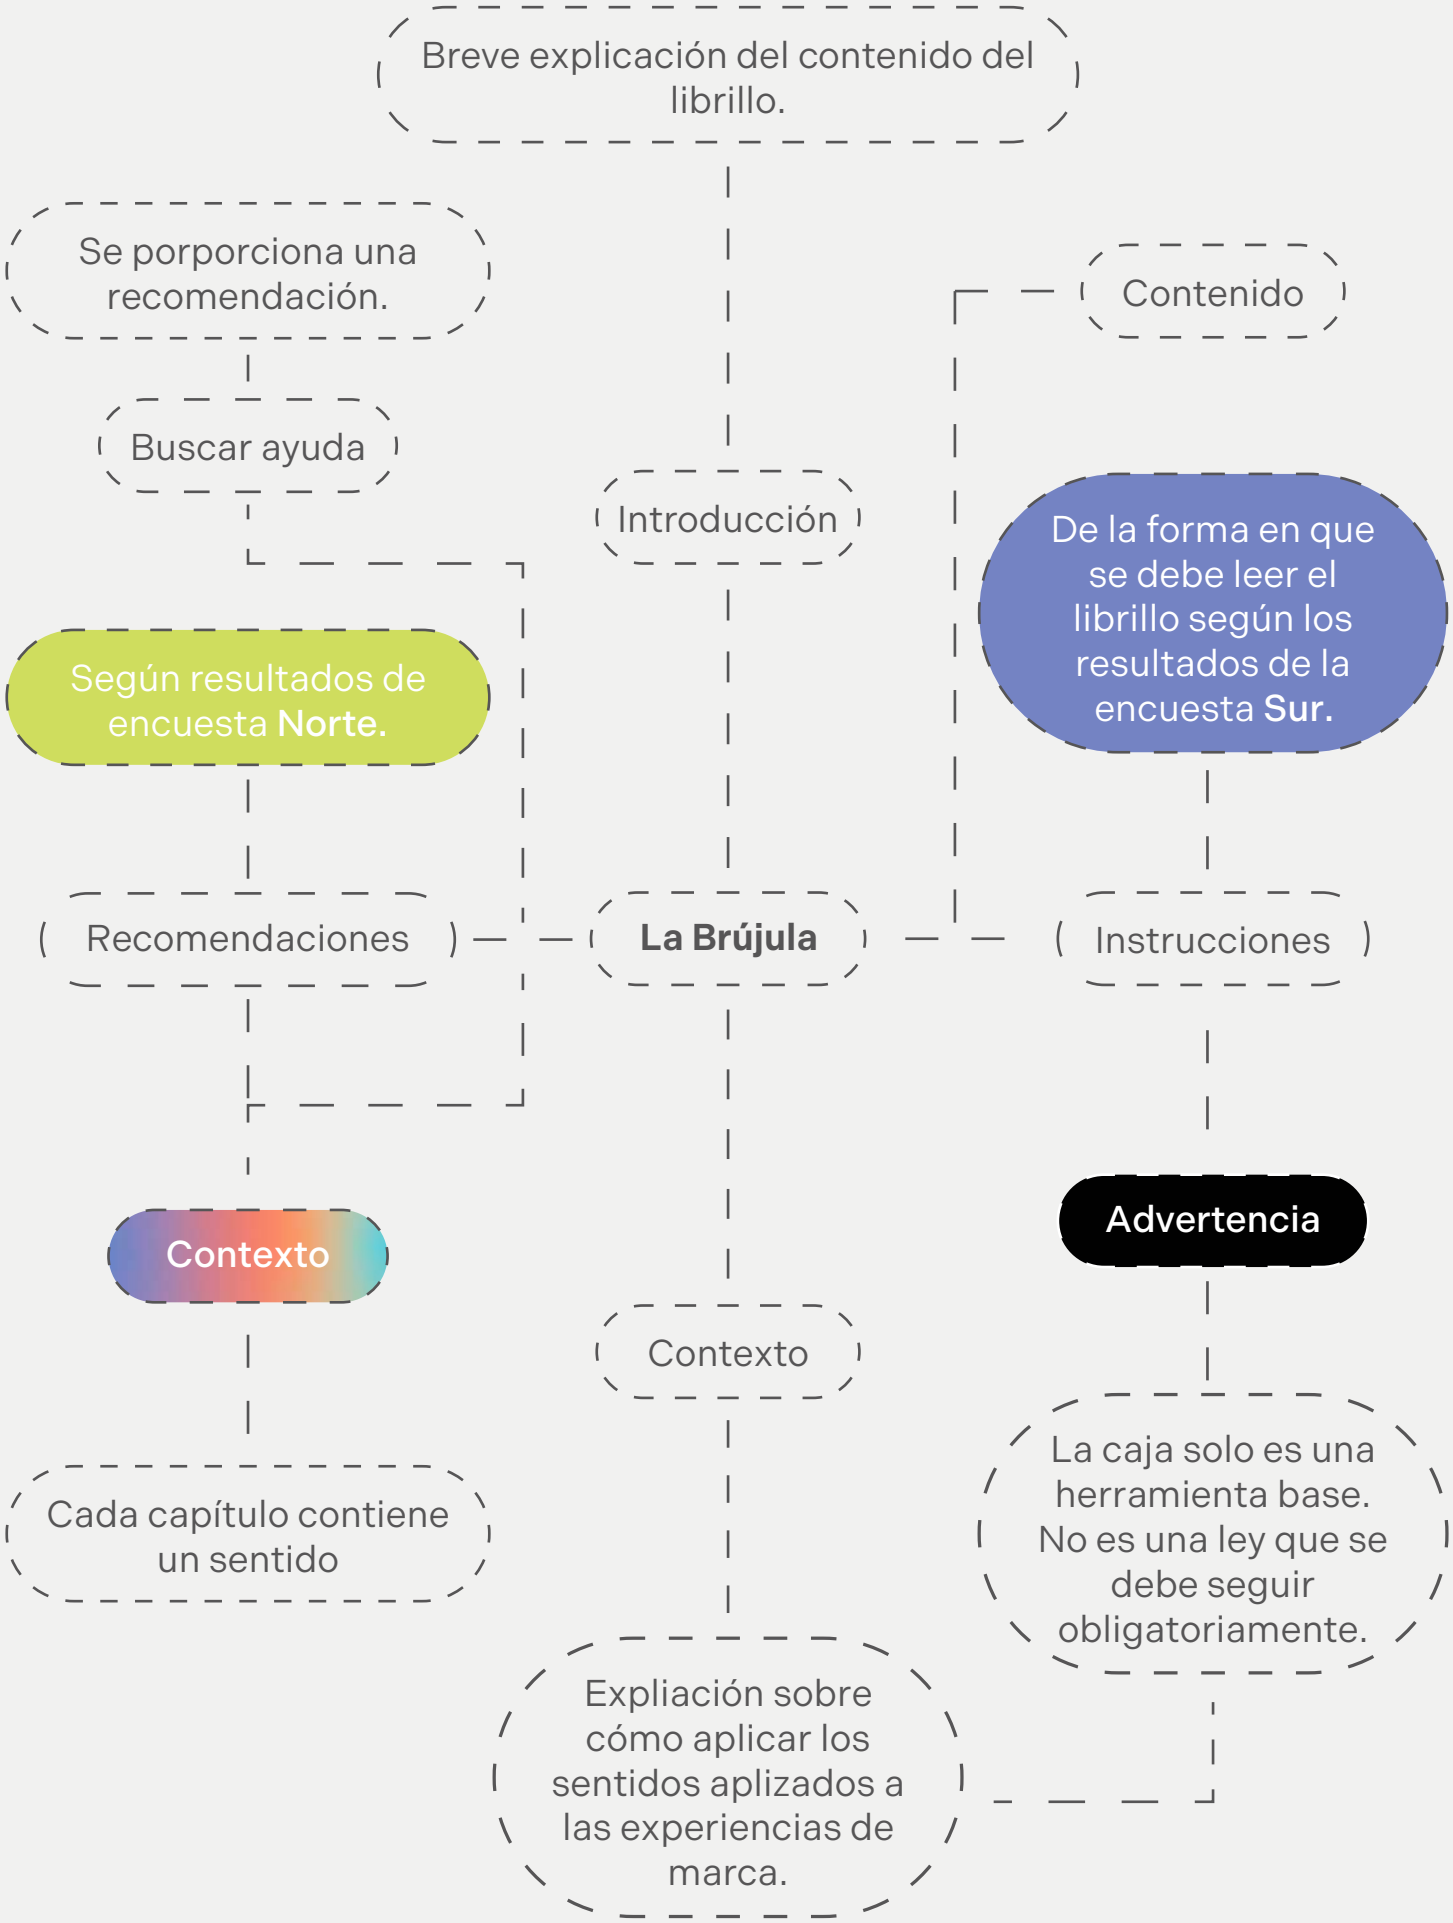 Breve explicación del contenido del
librillo.
Se porporciona una
recomendación.
Contenido
Buscar ayuda
Introducción
De la forma en que
se debe leer el
librillo según los
resultados de la
encuesta Sur.
Según resultados de
encuesta Norte.
Recomendaciones
La Brújula
Instrucciones
Advertencia
Contexto
Contexto
La caja solo es una
herramienta base.
No es una ley que se
debe seguir
obligatoriamente.
Cada capítulo contiene
un sentido
Expliación sobre
cómo aplicar los
sentidos aplizados a
las experiencias de
marca.